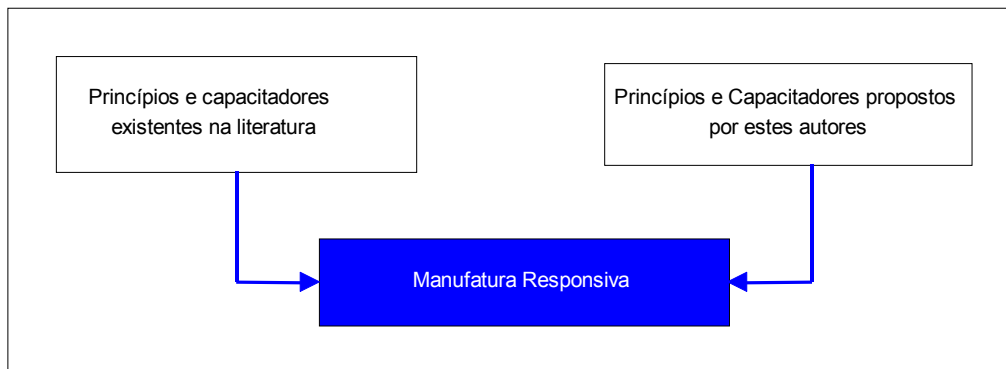 Princípios e capacitadores
existentes na literatura
Princípios e Capacitadores propostos
por estes autores
Manufatura Responsiva